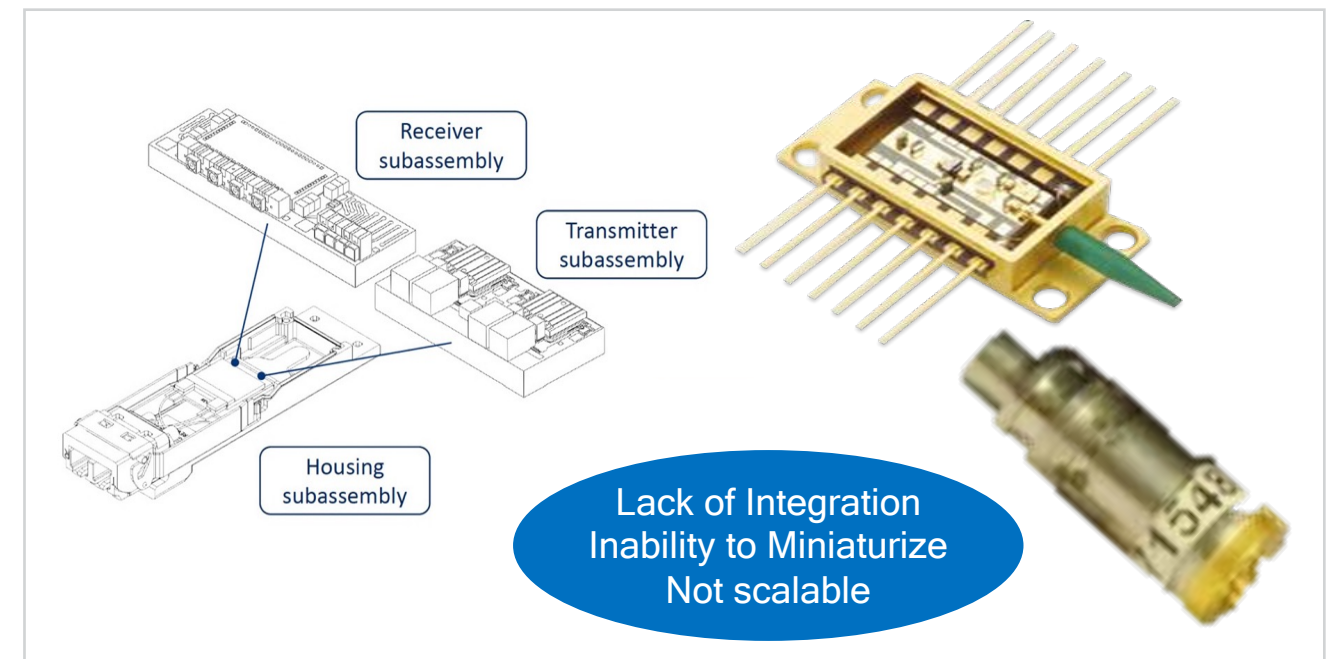 Receiver
subassembly
Transmitter
subassembly
Housing
subassembly
Lack of Integration
Inability to Miniaturize
Not scalable
1548